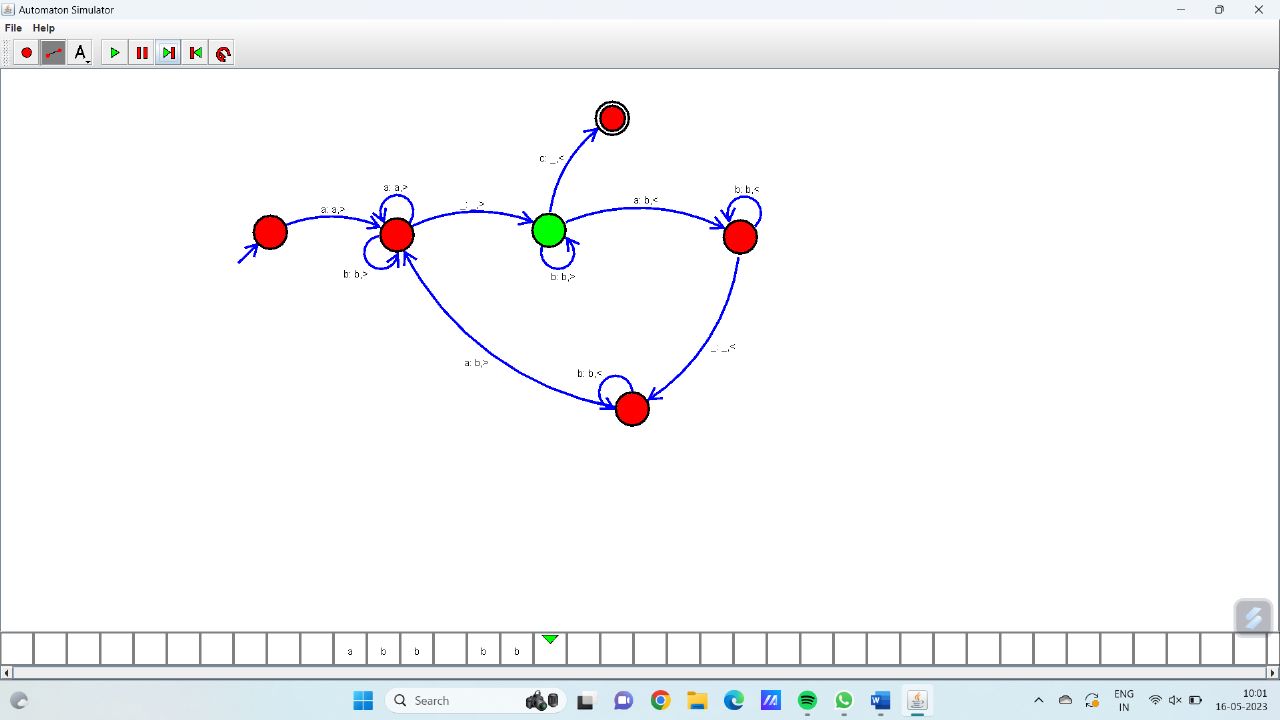 Automaton Simulator
File Help
A
c: _,<
a: a,>
b: b,<
a: a,>
_: _,>
a: b,<
b: b,>
b: b,>
_: _,<
a: b,>
b: b,<
a b b b b
Search
ENG
IN
10:01
16-05-2023